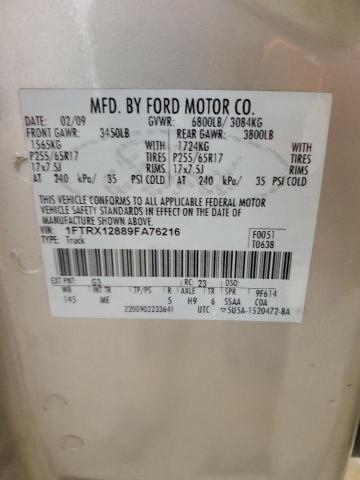 MFD. BY FORD MOTOR CO.
DATE: 02/09 GVWR: 6800LB/ 3084KG
FRONT GAWR: 3450LB REAR GAWR: 3800LB
1565KG WITH 1724KG WITH
P255/65R17 TIRES P255/65R17 TIRES
17x7.5J RIMS 17x7.5J RIMS
AT 240 kPa/ 35 PSI COLD AT 240 kPa/ 35 PSI COLD
THIS VEHICLE CONFORMS TO ALL APPLICABLE FEDERAL MOTOR
VEHICLE SAFETY STANDARDS IN EFFECT ON THE DATE OF
MANUFACTURE SHOWN ABOVE.
VIN: 1FTRX12889FA76216 F0051
TYPE: Truck T0638
EXT PNT: G3 RC: 23 DSO:
WB INT TR TP/PS R AXLE TR SPR 9F614
145 ME 5 H9 6 SSAA COA
2200902233641 UTC ▽5U5A-1520472-BA